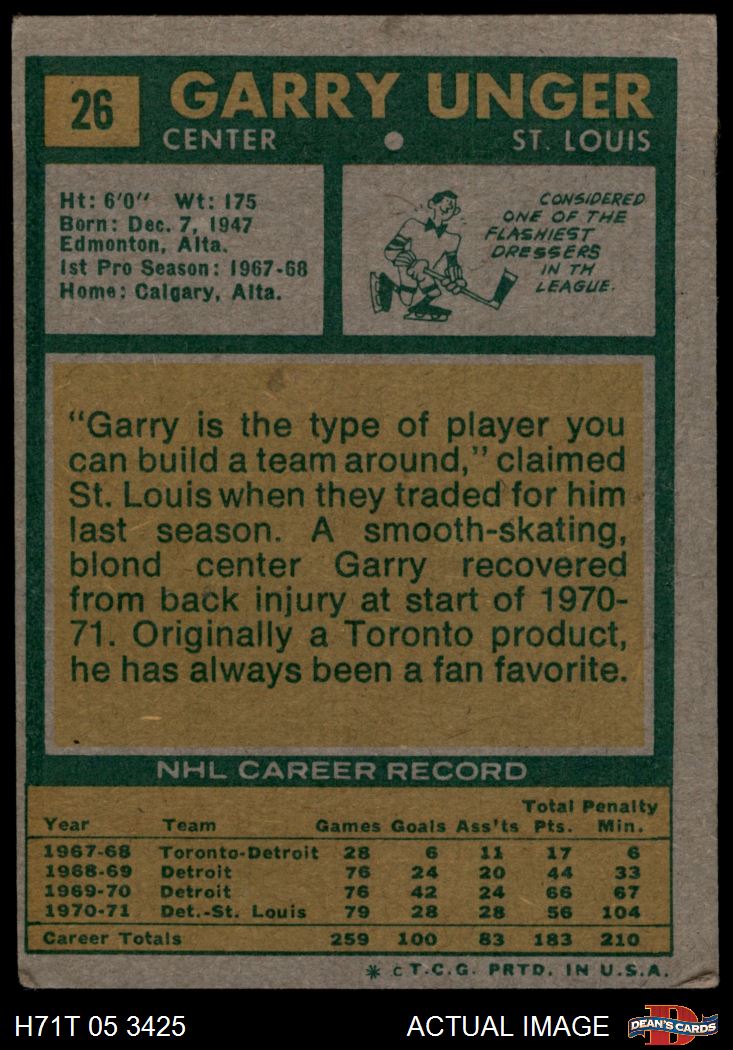 26
GARRY UNGER
CENTER ST. LOUIS
Ht: 6'0" Wt: 175
Born: Dec. 7, 1947
Edmonton, Alta.
1st Pro Season: 1967-68
Home: Calgary, Alta.
CONSIDERED
ONE OF THE
FLASHIEST
DRESSERS
IN TH
LEAGUE.
"Garry is the type of player you
can build a team around," claimed
St. Louis when they traded for him
last season. A smooth-skating,
blond center Garry recovered
from back injury at start of 1970-
71. Originally a Toronto product,
he has always been a fan favorite.
NHL CAREER RECORD
Total Penalty
Year Team Games Goals Ass'ts Pts. Min.
1967-68 Toronto-Detroit 28 6 11 17 6
1968-69 Detroit 76 24 20 44 33
1969-70 Detroit 76 42 24 66 67
1970-71 Det.-St. Louis 79 28 28 56 104
Career Totals 259 100 83 183 210
* c T.C.G. PRTD. IN U.S.A.
H71T 05 3425 ACTUAL IMAGE DEAN'S CARDS